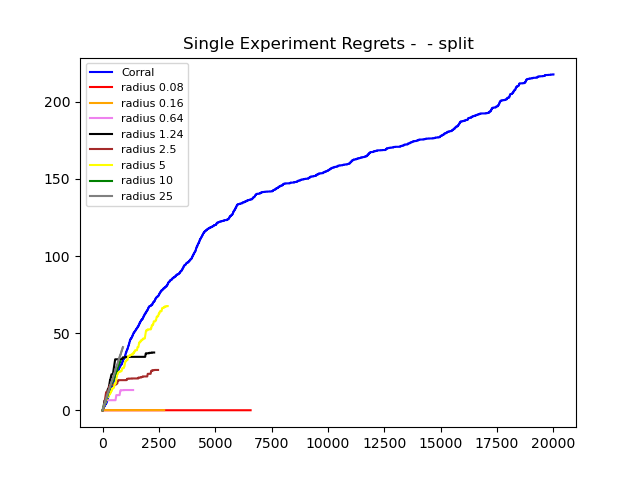 Single Experiment Regrets -  - split
Corral
radius 0.08
radius 0.16
radius 0.64
radius 1.24
radius 2.5
radius 5
radius 10
radius 25
200
150
100
50
0
0 2500 5000 7500 10000 12500 15000 17500 20000